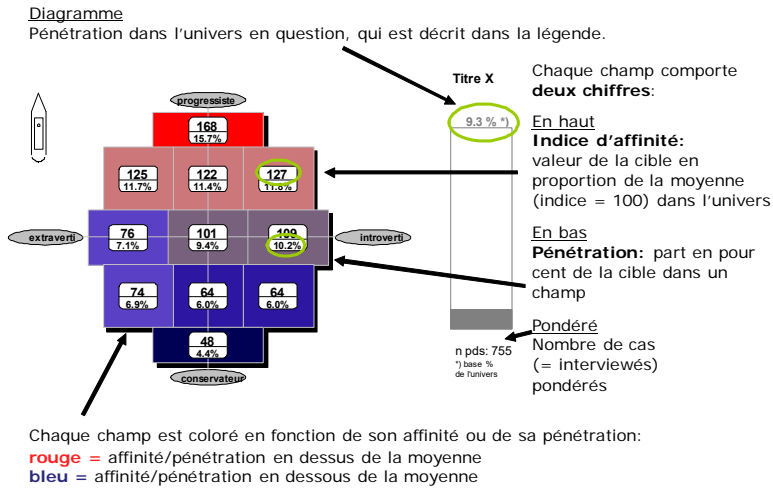 Diagramme
Pénétration dans l'univers en question, qui est décrit dans la légende.
Titre X
9.3 % *)
Chaque champ comporte
deux chiffres:
En haut
Indice d'affinité:
valeur de la cible en
proportion de la moyenne
(indice = 100) dans l'univers
En bas
Pénétration: part en pour
cent de la cible dans un
champ
Pondéré
Nombre de cas
(= interviewés)
pondérés
n pds: 755
*) base %
de l'univers
progressiste
168
15.7%
125 122 127
11.7% 11.4% 11.8%
extraverti
76 101 109
7.1% 9.4% 10.2%
introverti
74 64 64
6.9% 6.0% 6.0%
48
4.4%
conservateur
Chaque champ est coloré en fonction de son affinité ou de sa pénétration:
rouge = affinité/pénétration en dessus de la moyenne
bleu = affinité/pénétration en dessous de la moyenne